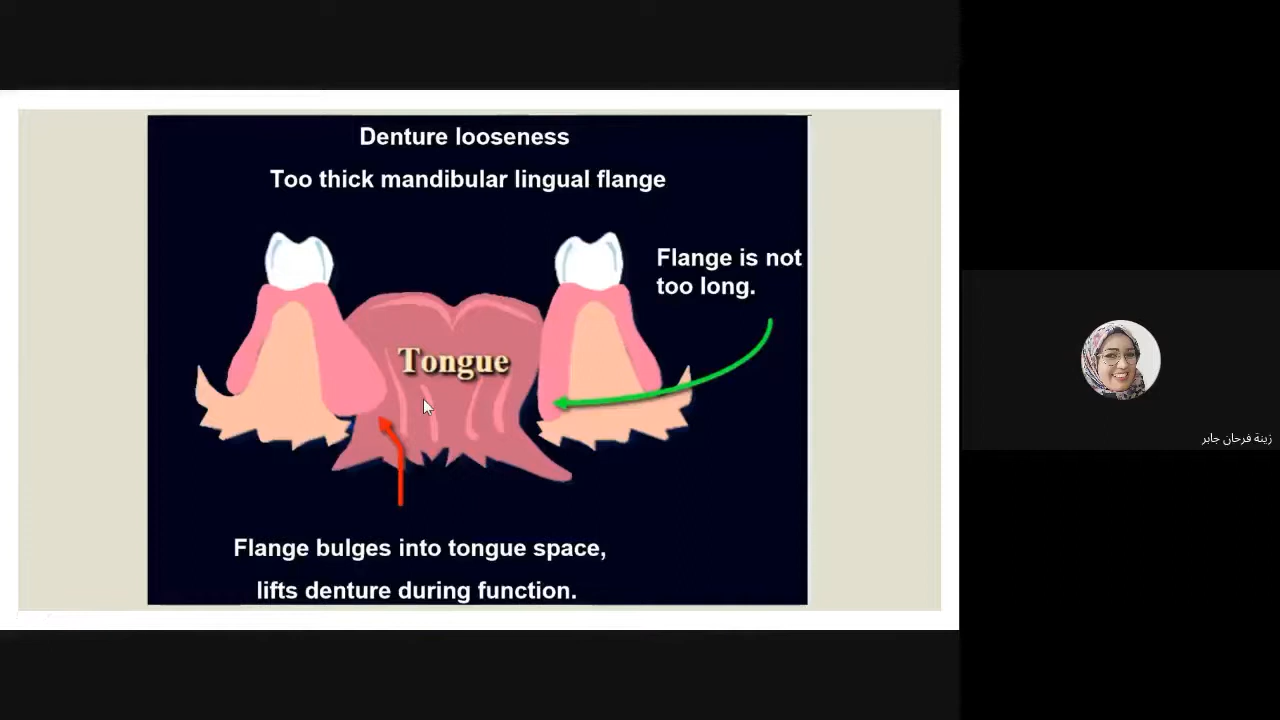 Denture looseness
Too thick mandibular lingual flange
Flange is not
too long.
Tongue
Flange bulges into tongue space,
lifts denture during function.
زينة فرحان جابر